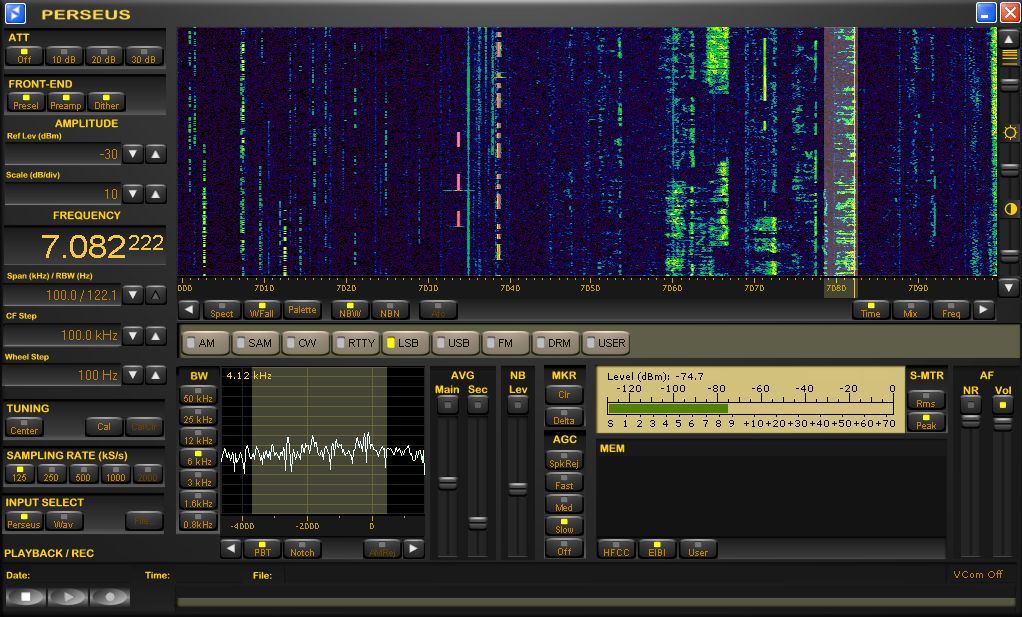 PERSEUS
ATT
Off 10 dB 20 dB 30 dB
FRONT-END
Presel Preamp Dither
AMPLITUDE
Ref Lev (dBm)
-30
Scale (dB/div)
10
FREQUENCY
7.082222
Span (kHz) / RBW (Hz)
100.0 / 122.1
CF Step
100.0 kHz
Wheel Step
100 Hz
TUNING
Center Cal CalClr
SAMPLING RATE (kS/s)
125 250 500 1000 2000
INPUT SELECT
Perseus Wav File
000 7010 7020 7030 7040 7050 7060 7070 7080 7090
Spect WFall Palette NBW NBN Afc Time Mix Freq
AM SAM CW RTTY LSB USB FM DRM USER
BW
50 kHz
25 kHz
12 kHz
6 kHz
3 kHz
1.6kHz
0.8kHz
4.12 kHz
-4000 -2000 0
PBT Notch AMRej
AVG
Main Sec
NB
Lev
MKR
Clr
Delta
AGC
SpkRej
Fast
Med
Slow
Off
Level (dBm): -74.7
-120 -100 -80 -60 -40 -20 0
S 1 2 3 4 5 6 7 8 9 +10+20+30+40+50+60+70
S-MTR
Rms
Peak
AF
NR Vol
MEM
HFCC EIBI User
PLAYBACK / REC
Date: Time: File:
VCom Off